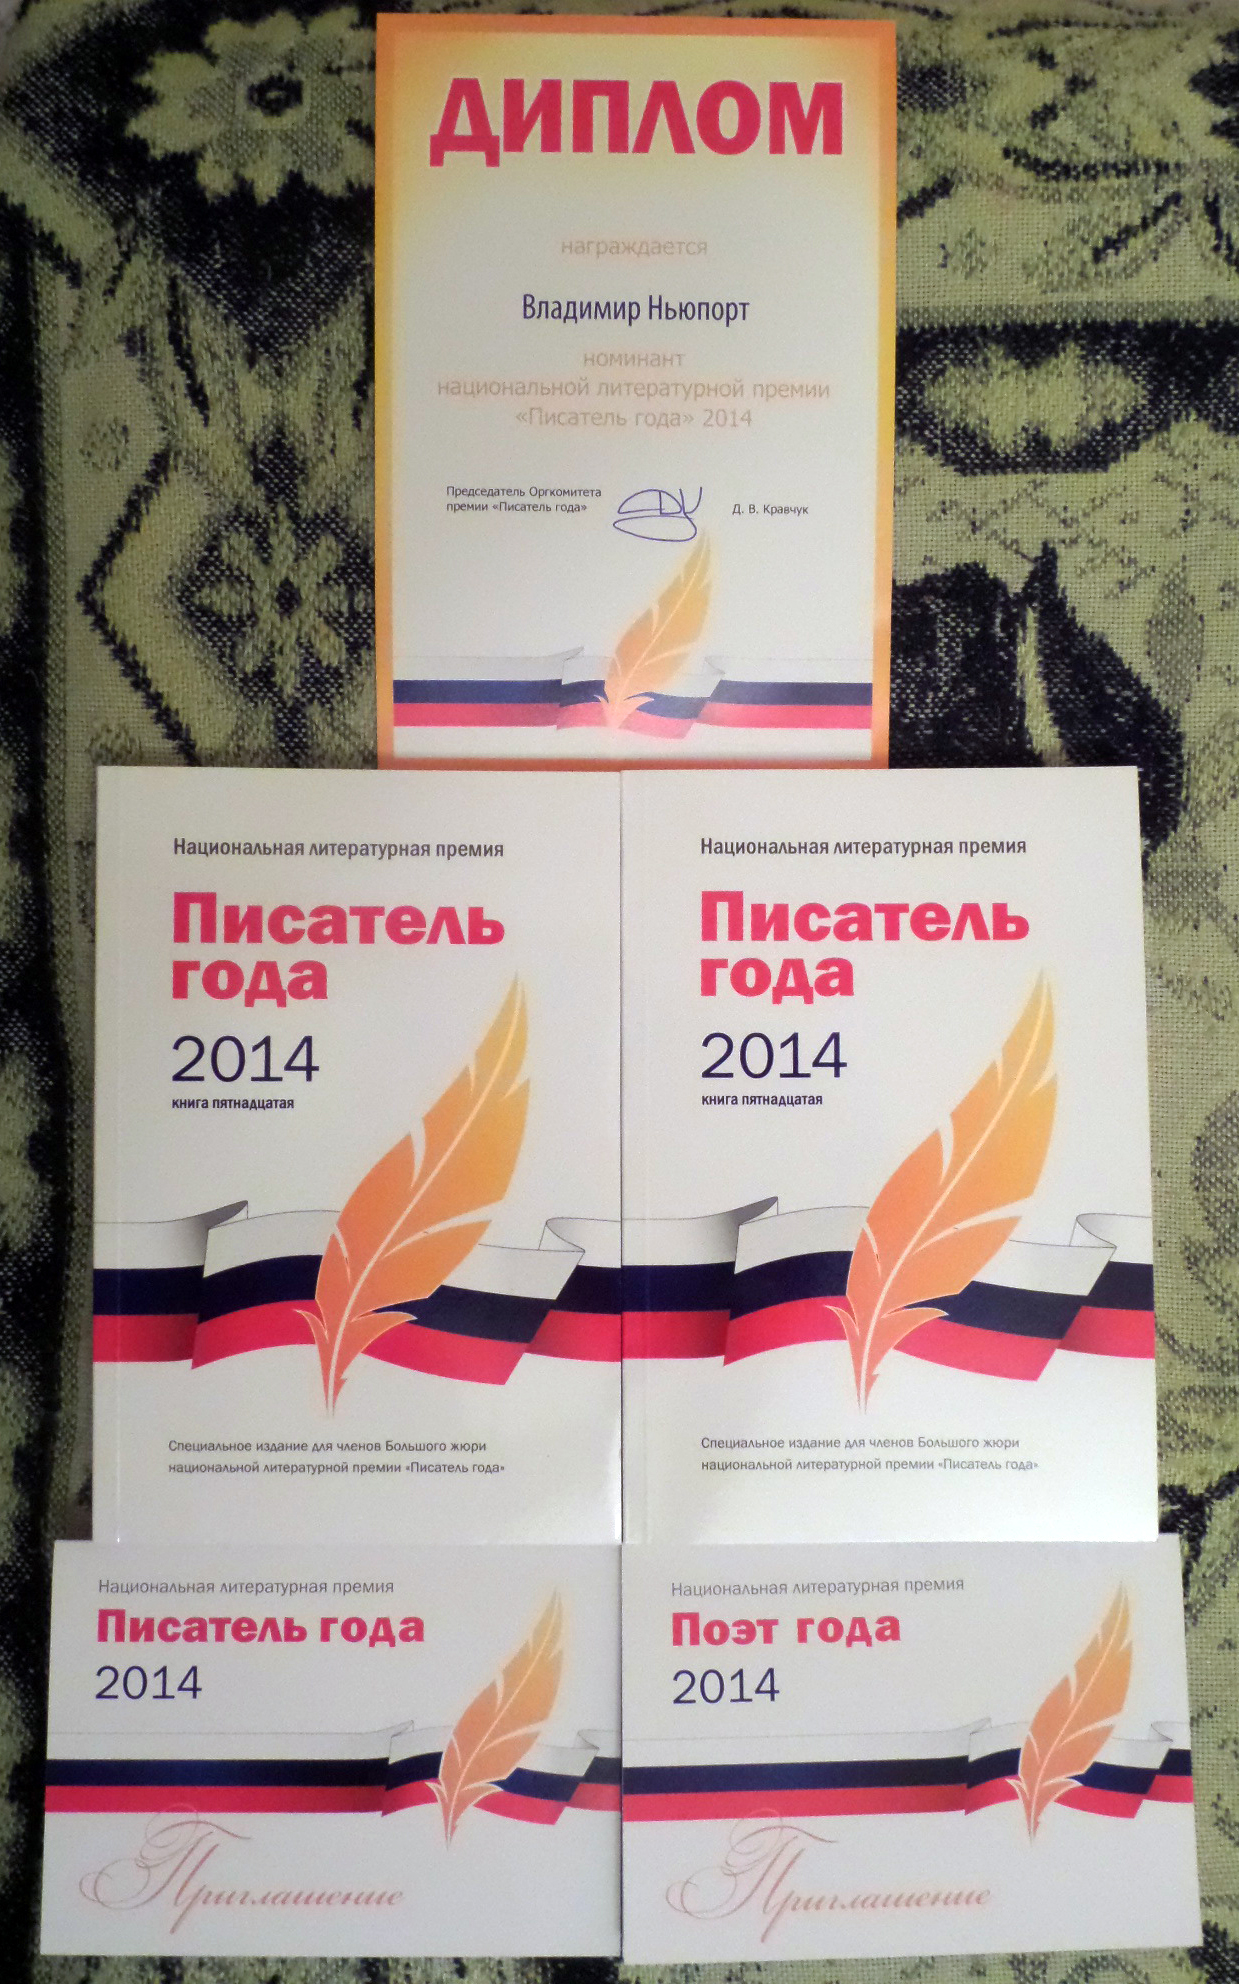 ДИПЛОМ
награждается
Владимир Ньюпорт
номинант
национальной литературной премии
«Писатель года» 2014
Председатель Оргкомитета
премии «Писатель года»
Д. В. Кравчук
Национальная литературная премия
Писатель
года
2014
книга пятнадцатая
Специальное издание для членов Большого жюри
национальной литературной премии «Писатель года»
Национальная литературная премия
Писатель
года
2014
книга пятнадцатая
Специальное издание для членов Большого жюри
национальной литературной премии «Писатель года»
Национальная литературная премия
Писатель года
2014
Приглашение
Национальная литературная премия
Поэт года
2014
Приглашение